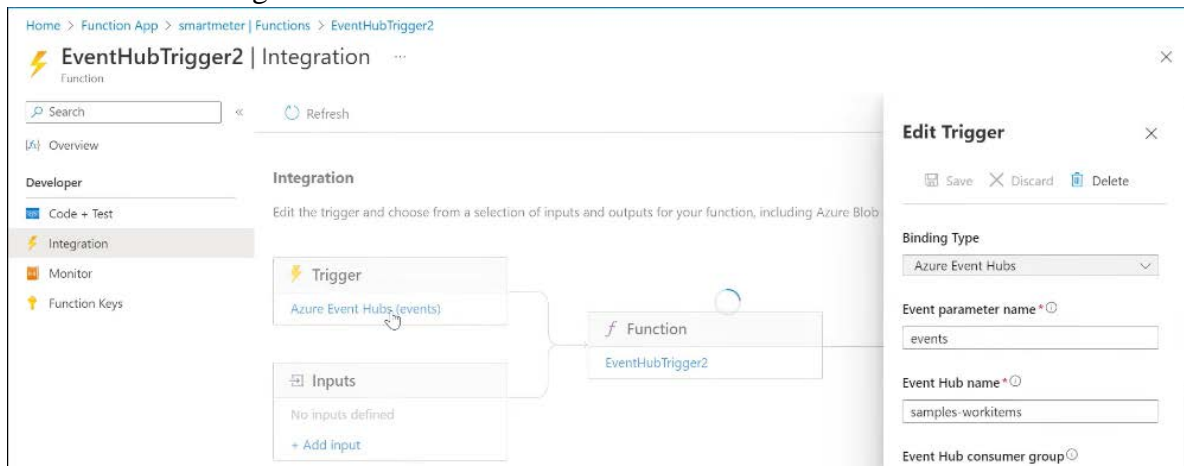 Home > Function App > smartmeter | Functions > EventHubTrigger2
EventHubTrigger2 | Integration ...
Function
Search
«
Refresh
Overview
Developer
Code + Test
Integration
Monitor
Function Keys
Integration
Edit the trigger and choose from a selection of inputs and outputs for your function, including Azure Blob
Trigger
Azure Event Hubs (events)
Inputs
No inputs defined
+ Add input
Function
EventHubTrigger2
Edit Trigger
Save Discard Delete
Binding Type
Azure Event Hubs
Event parameter name *
events
Event Hub name *
samples-workitems
Event Hub consumer group